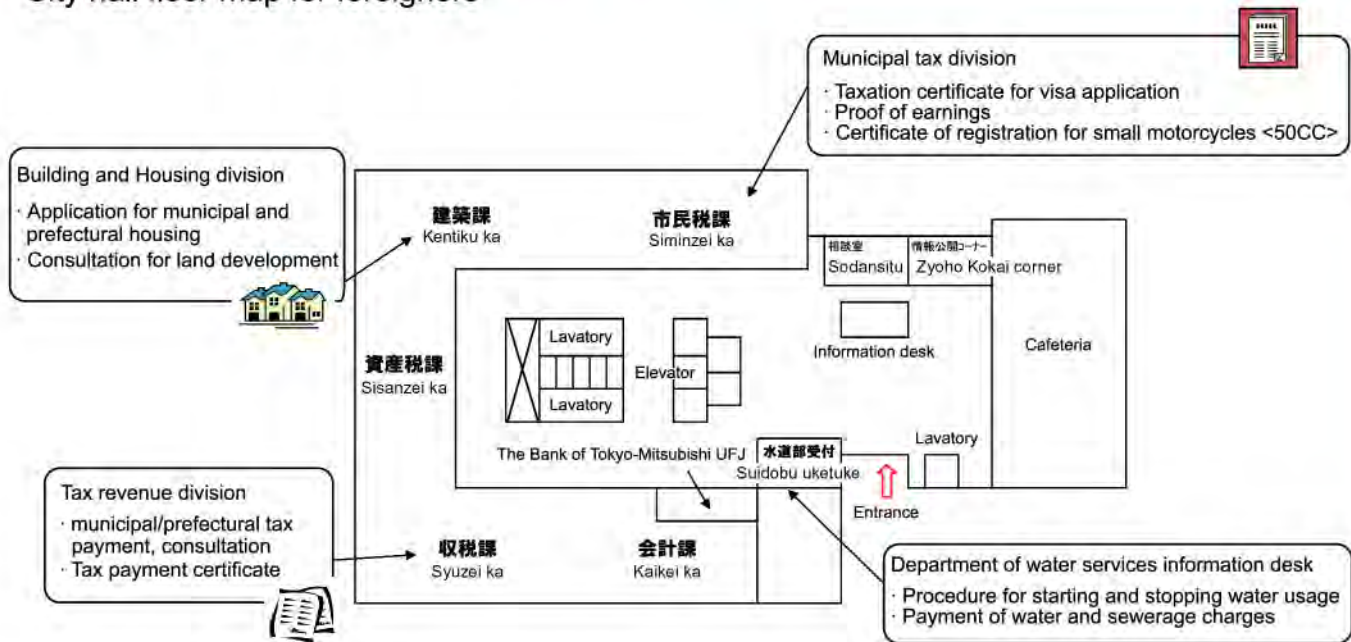 City hall floor map for foreigners
Municipal tax division
· Taxation certificate for visa application
· Proof of earnings
· Certificate of registration for small motorcycles <50CC>
Building and Housing division
· Application for municipal and
prefectural housing
· Consultation for land development
建築課
Kentiku ka
市民税課
Siminzei ka
相談室
Sodansitu
情報公開コーナー
Zyoho Kokai corner
Lavatory
Elevator
Lavatory
Information desk
Cafeteria
資産税課
Sisanzei ka
The Bank of Tokyo-Mitsubishi UFJ
水道部受付
Suidobu uketuke
Lavatory
Entrance
Tax revenue division
· municipal/prefectural tax
payment, consultation
· Tax payment certificate
収税課
Syuzei ka
会計課
Kaikei ka
Department of water services information desk
· Procedure for starting and stopping water usage
· Payment of water and sewerage charges